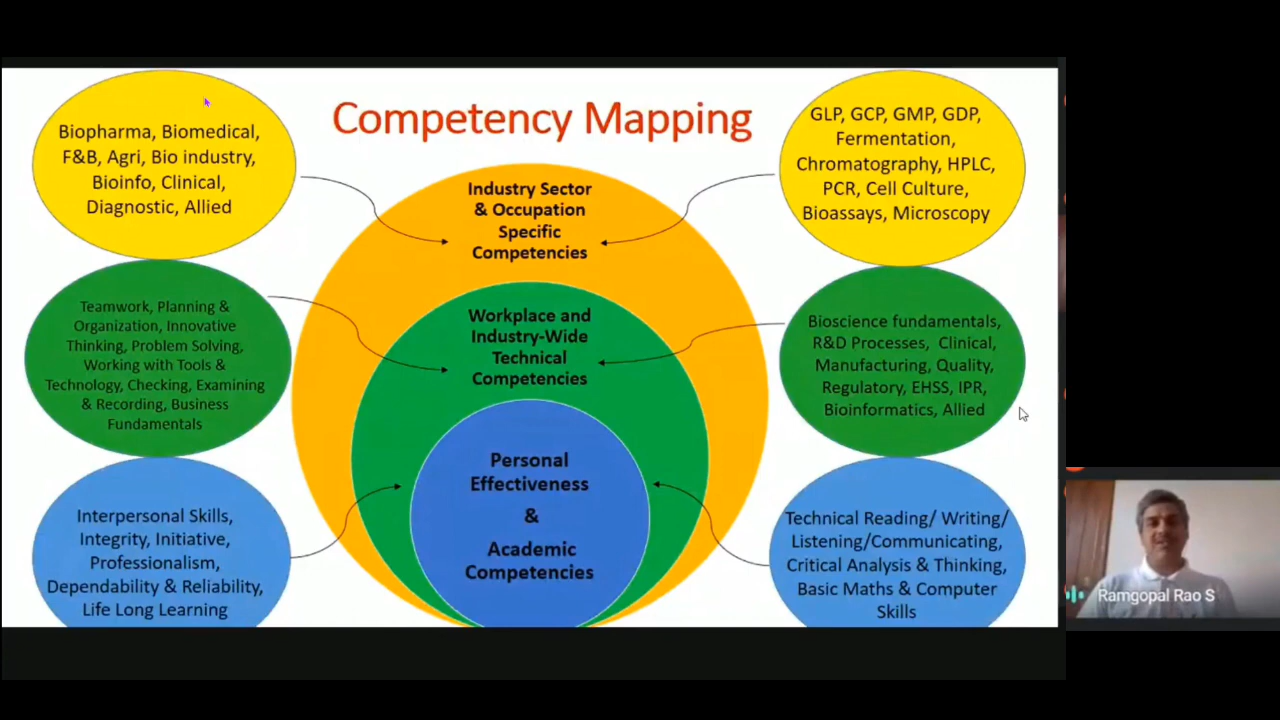 Competency Mapping
Biopharma, Biomedical,
F&B, Agri, Bio industry,
Bioinfo, Clinical,
Diagnostic, Allied
Industry Sector
& Occupation
Specific
Competencies
GLP, GCP, GMP, GDP,
Fermentation,
Chromatography, HPLC,
PCR, Cell Culture,
Bioassays, Microscopy
Teamwork, Planning &
Organization, Innovative
Thinking, Problem Solving,
Working with Tools &
Technology, Checking, Examining
& Recording, Business
Fundamentals
Workplace and
Industry-Wide
Technical
Competencies
Bioscience fundamentals,
R&D Processes, Clinical,
Manufacturing, Quality,
Regulatory, EHSS, IPR,
Bioinformatics, Allied
Interpersonal Skills,
Integrity, Initiative,
Professionalism,
Dependability & Reliability,
Life Long Learning
Personal
Effectiveness
&
Academic
Competencies
Technical Reading/ Writing/
Listening/Communicating,
Critical Analysis & Thinking,
Basic Maths & Computer
Skills
Ramgopal Rao S